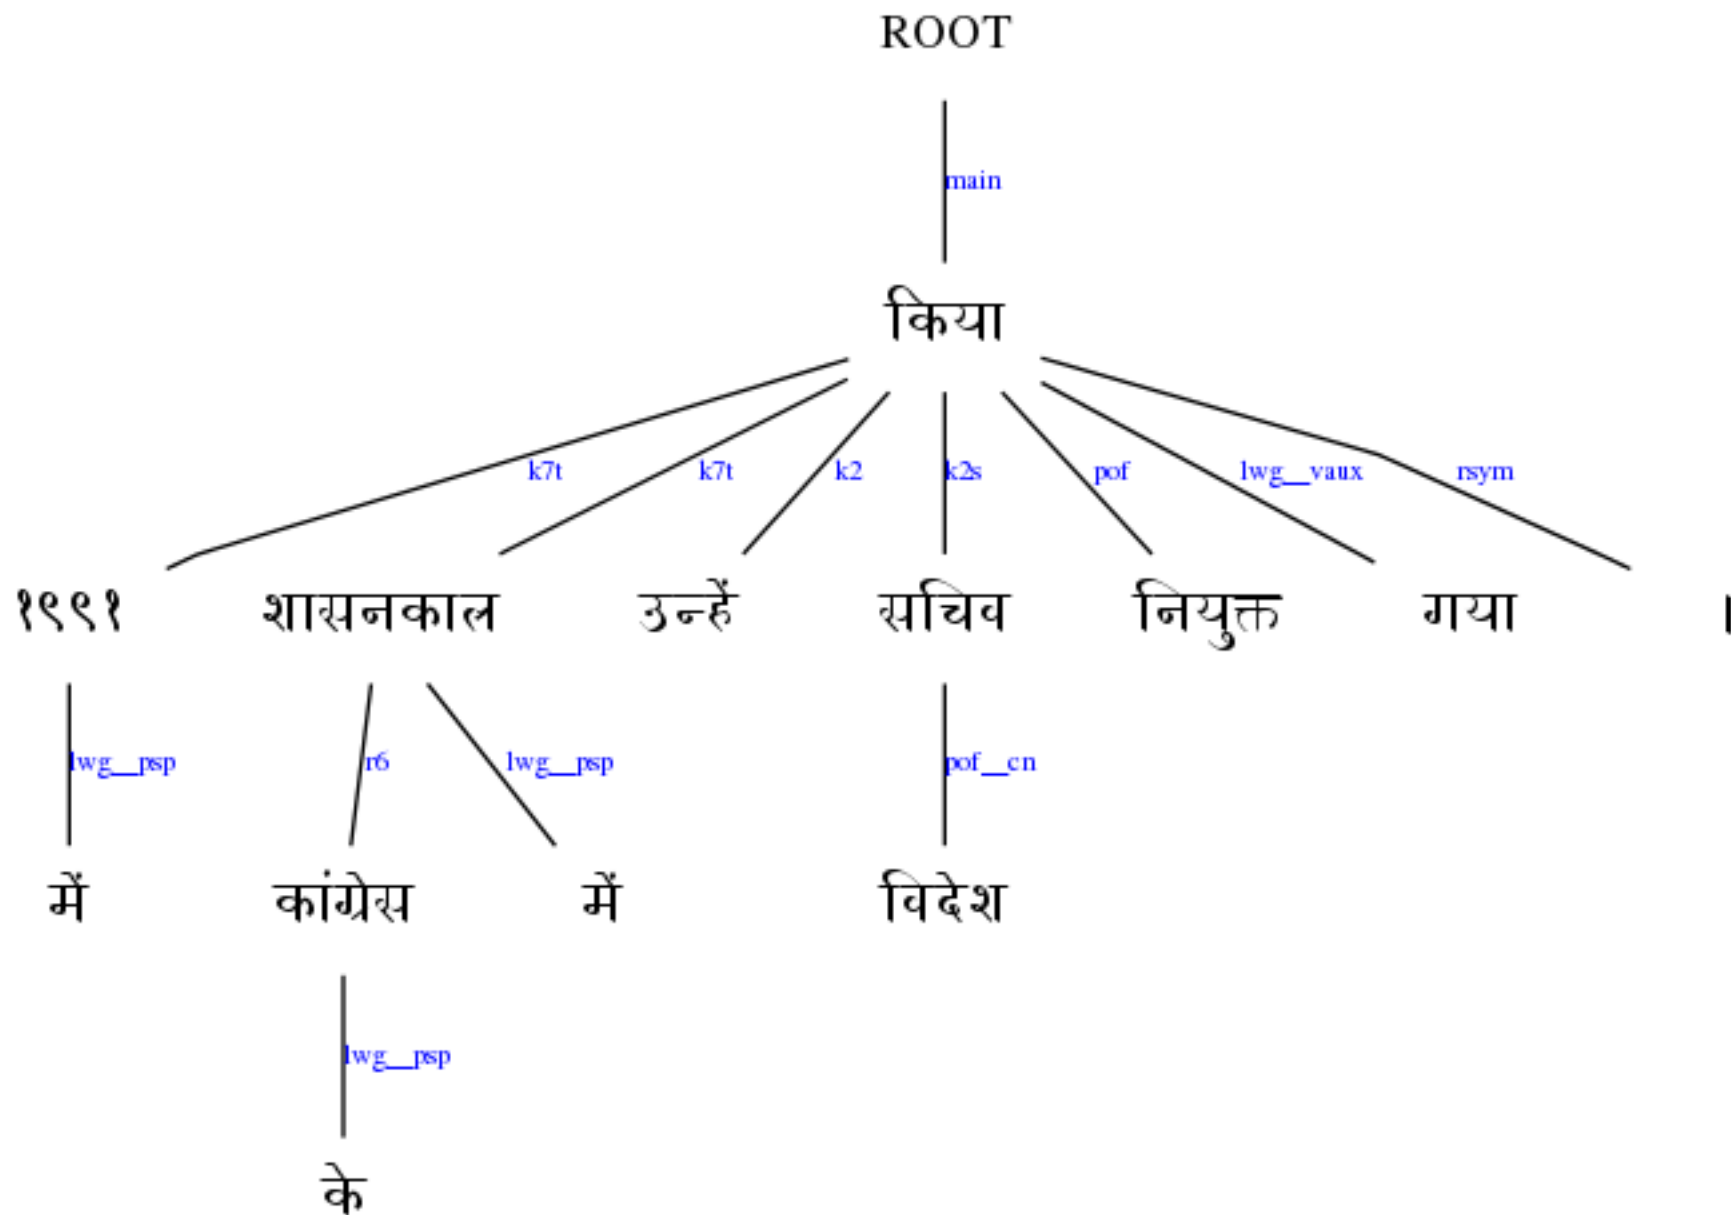 ROOT
main
किया
k7t k7t k2 k2s pof lwg__vaux rsym
१९९१ शासनकाल उन्हें सचिव नियुक्त गया ।
lwg__psp r6 lwg__psp pof__cn
में कांग्रेस में विदेश
lwg__psp
के